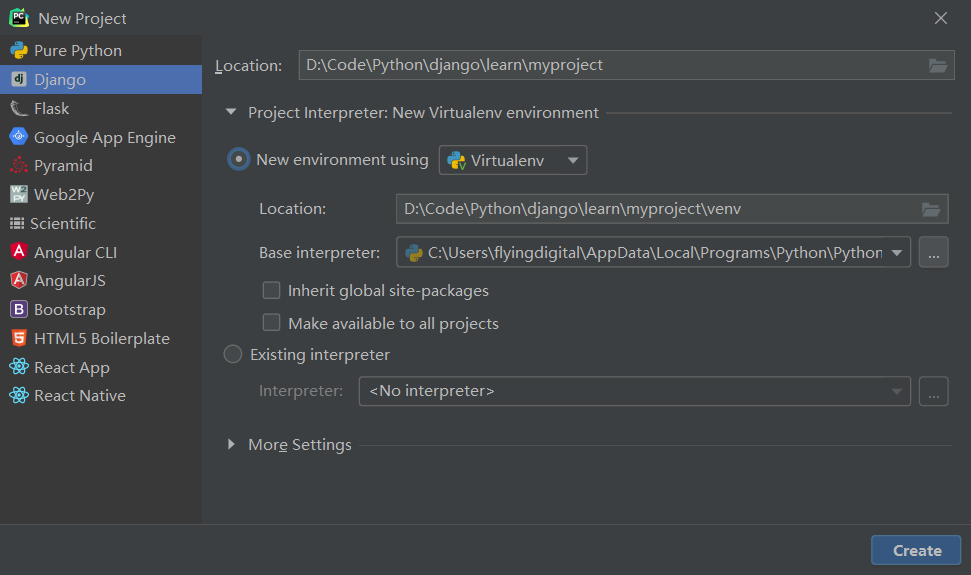 New Project
Pure Python
Django
Flask
Google App Engine
Pyramid
Web2Py
Scientific
Angular CLI
AngularJS
Bootstrap
HTML5 Boilerplate
React App
React Native
Location: D:\Code\Python\django\learn\myproject
Project Interpreter: New Virtualenv environment
New environment using Virtualenv
Location: D:\Code\Python\django\learn\myproject\venv
Base interpreter: C:\Users\flyingdigital\AppData\Local\Programs\Python\Python ...
Inherit global site-packages
Make available to all projects
Existing interpreter
Interpreter: <No interpreter> ...
More Settings
Create